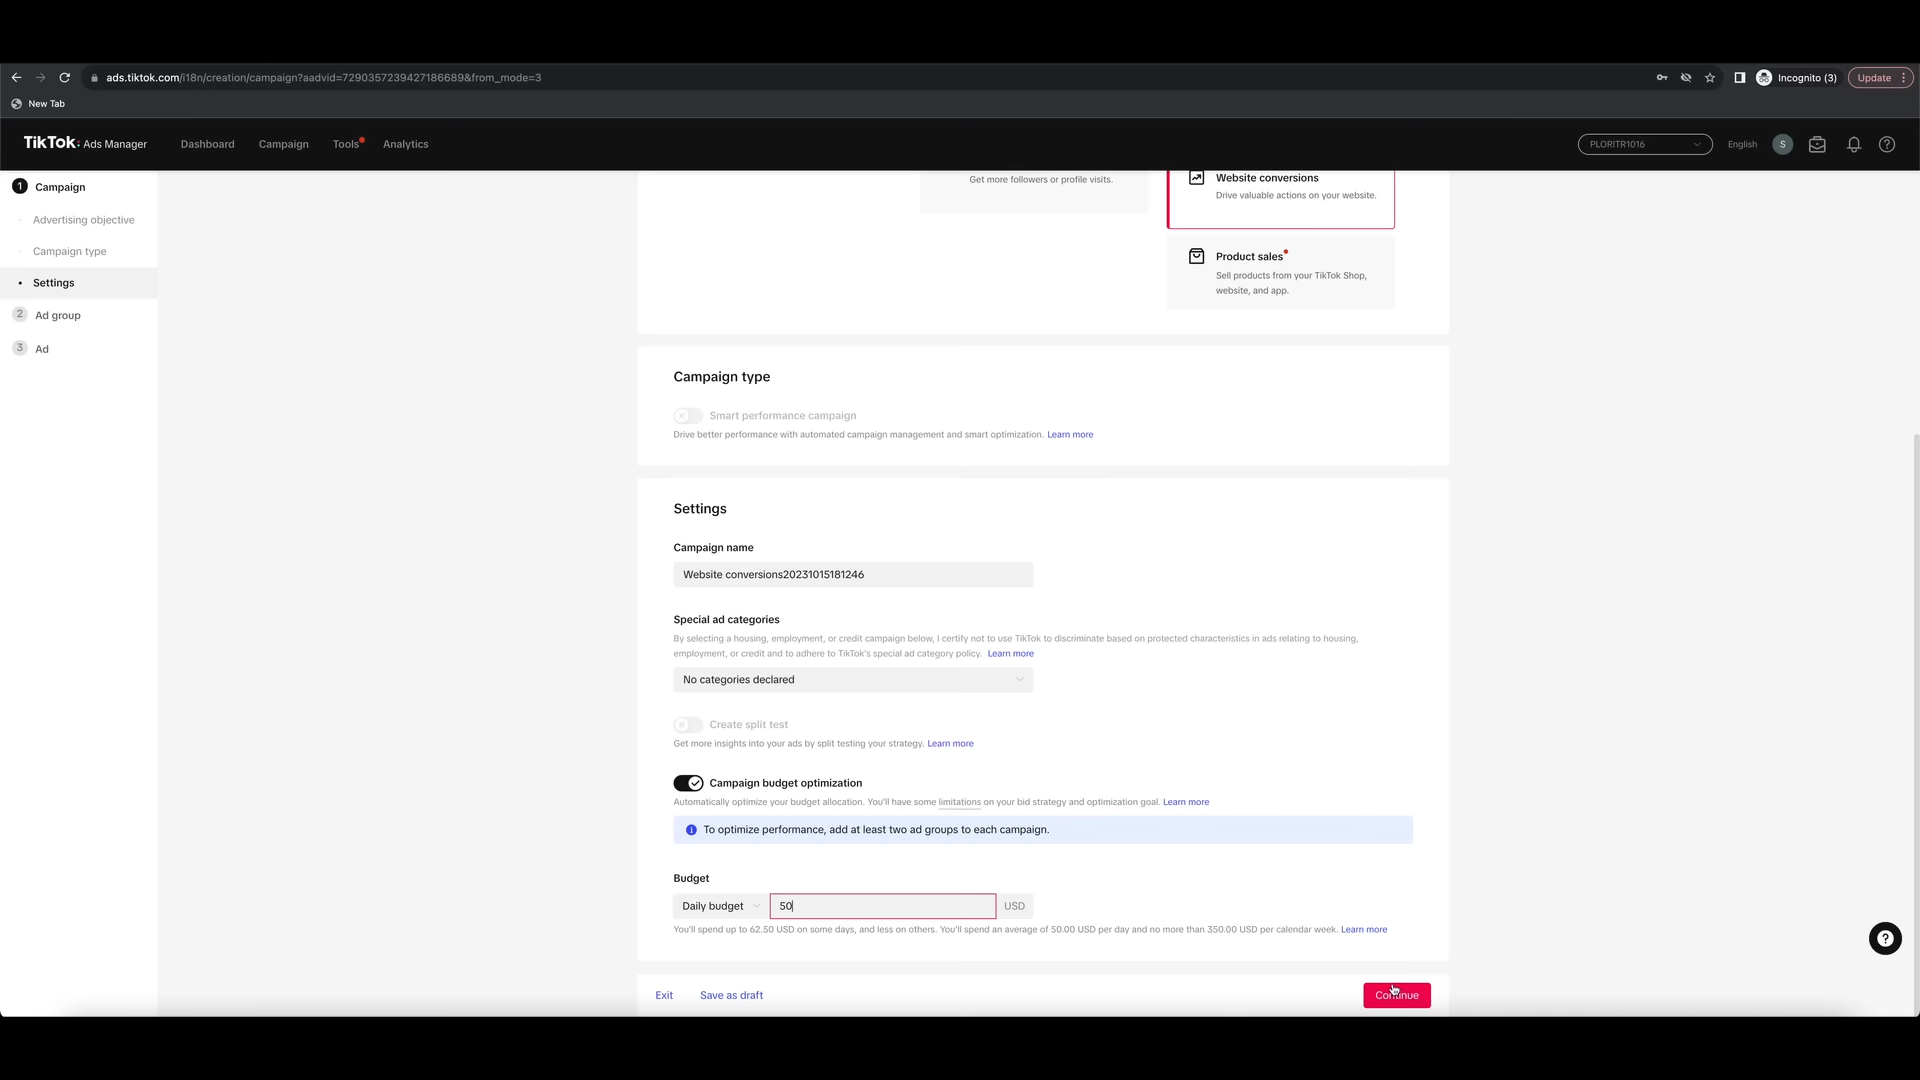 ads.tiktok.com/i18n/creation/campaign?aadvid=7290357239427186689&from_mode=3
Incognito (3)
Update
New Tab
TikTok: Ads Manager
Dashboard
Campaign
Tools
Analytics
PLORITR1016
English
S
1 Campaign
Advertising objective
Campaign type
Settings
2 Ad group
3 Ad
Get more followers or profile visits.
Website conversions
Drive valuable actions on your website.
Product sales
Sell products from your TikTok Shop,
website, and app.
Campaign type
Smart performance campaign
Drive better performance with automated campaign management and smart optimization. Learn more
Settings
Campaign name
Website conversions20231015181246
Special ad categories
By selecting a housing, employment, or credit campaign below, I certify not to use TikTok to discriminate based on protected characteristics in ads relating to housing,
employment, or credit and to adhere to TikTok's special ad category policy. Learn more
No categories declared
Create split test
Get more insights into your ads by split testing your strategy. Learn more
Campaign budget optimization
Automatically optimize your budget allocation. You'll have some limitations on your bid strategy and optimization goal. Learn more
To optimize performance, add at least two ad groups to each campaign.
Budget
Daily budget
50
USD
You'll spend up to 62.50 USD on some days, and less on others. You'll spend an average of 50.00 USD per day and no more than 350.00 USD per calendar week. Learn more
Exit
Save as draft
Continue